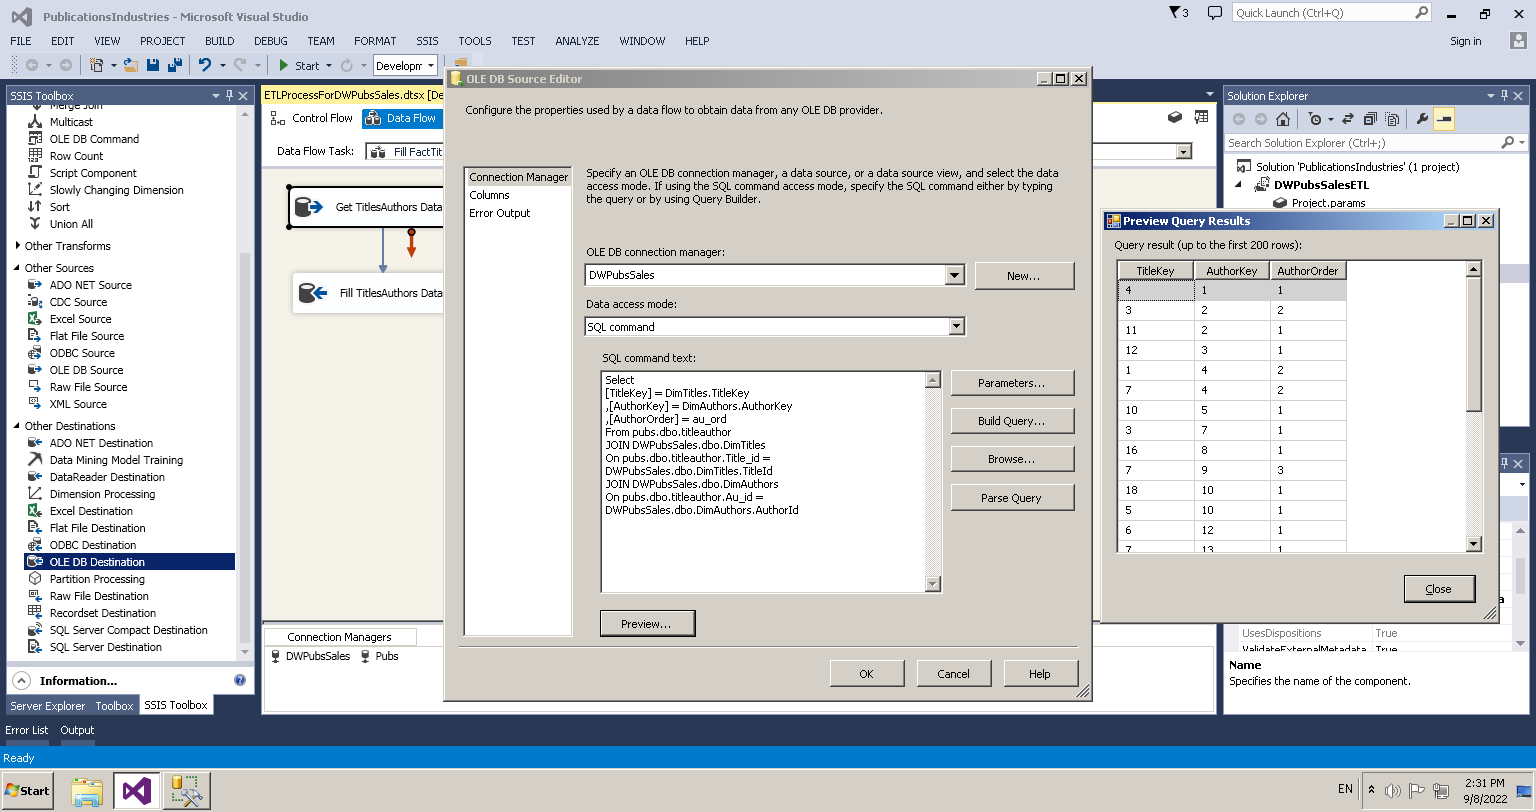 PublicationsIndustries - Microsoft Visual Studio
3
Quick Launch (Ctrl+Q)
FILE EDIT VIEW PROJECT BUILD DEBUG TEAM FORMAT SSIS TOOLS TEST ANALYZE WINDOW HELP
Sign in
Start
Developm
SSIS Toolbox
Merge Join
Multicast
OLE DB Command
Row Count
Script Component
Slowly Changing Dimension
Sort
Union All
Other Transforms
Other Sources
ADO NET Source
CDC Source
Excel Source
Flat File Source
ODBC Source
OLE DB Source
Raw File Source
XML Source
Other Destinations
ADO NET Destination
Data Mining Model Training
DataReader Destination
Dimension Processing
Excel Destination
Flat File Destination
ODBC Destination
OLE DB Destination
Partition Processing
Raw File Destination
Recordset Destination
SQL Server Compact Destination
SQL Server Destination
Information...
Server Explorer Toolbox SSIS Toolbox
ETLProcessForDWPubsSales.dtsx [De
Control Flow
Data Flow
Data Flow Task:
Fill FactTit
Get TitlesAuthors Data
Fill TitlesAuthors Data
Connection Managers
DWPubsSales
Pubs
OLE DB Source Editor
Configure the properties used by a data flow to obtain data from any OLE DB provider.
Connection Manager
Columns
Error Output
Specify an OLE DB connection manager, a data source, or a data source view, and select the data
access mode. If using the SQL command access mode, specify the SQL command either by typing
the query or by using Query Builder.
OLE DB connection manager:
DWPubsSales
New...
Data access mode:
SQL command
SQL command text:
Select
[TitleKey] = DimTitles.TitleKey
,[AuthorKey] = DimAuthors.AuthorKey
,[AuthorOrder] = au_ord
From pubs.dbo.titleauthor
JOIN DWPubsSales.dbo.DimTitles
On pubs.dbo.titleauthor.Title_id =
DWPubsSales.dbo.DimTitles.TitleId
JOIN DWPubsSales.dbo.DimAuthors
On pubs.dbo.titleauthor.Au_id =
DWPubsSales.dbo.DimAuthors.AuthorId
Parameters...
Build Query...
Browse...
Parse Query
Preview...
OK
Cancel
Help
Solution Explorer
Search Solution Explorer (Ctrl+;)
Solution 'PublicationsIndustries' (1 project)
DWPubsSalesETL
Project.params
Preview Query Results
Query result (up to the first 200 rows):
TitleKey AuthorKey AuthorOrder
4 1 1
3 2 2
11 2 1
12 3 1
1 4 2
7 4 2
10 5 1
3 7 1
16 8 1
7 9 3
18 10 1
5 10 1
6 12 1
7 13 1
Close
a
UsesDispositions True
ValidateExternalMetadata True
Name
Specifies the name of the component.
Error List Output
Ready
Start
EN
2:31 PM
9/8/2022